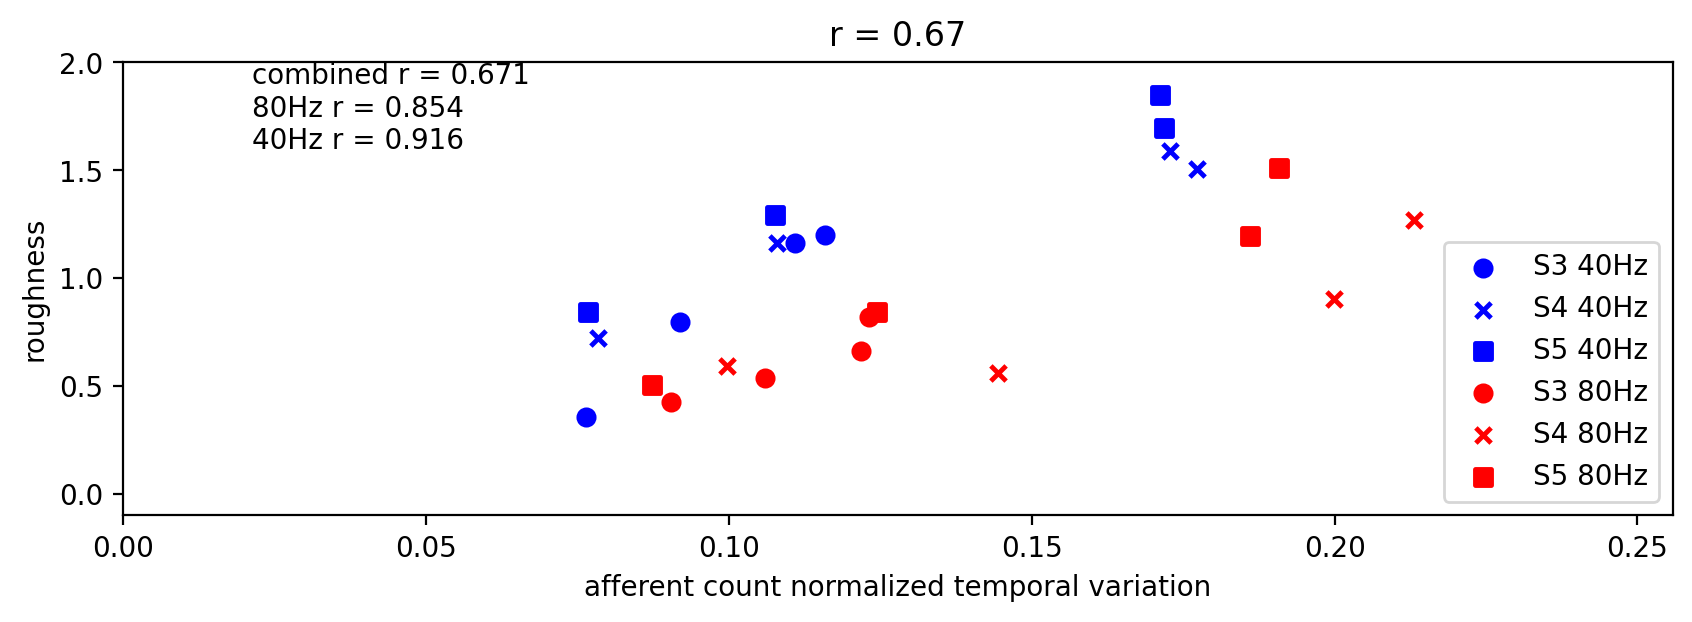 r = 0.67
combined r = 0.671
80Hz r = 0.854
40Hz r = 0.916
2.0
1.5
1.0
0.5
0.0
roughness
S3 40Hz
S4 40Hz
S5 40Hz
S3 80Hz
S4 80Hz
S5 80Hz
0.00 0.05 0.10 0.15 0.20 0.25
afferent count normalized temporal variation